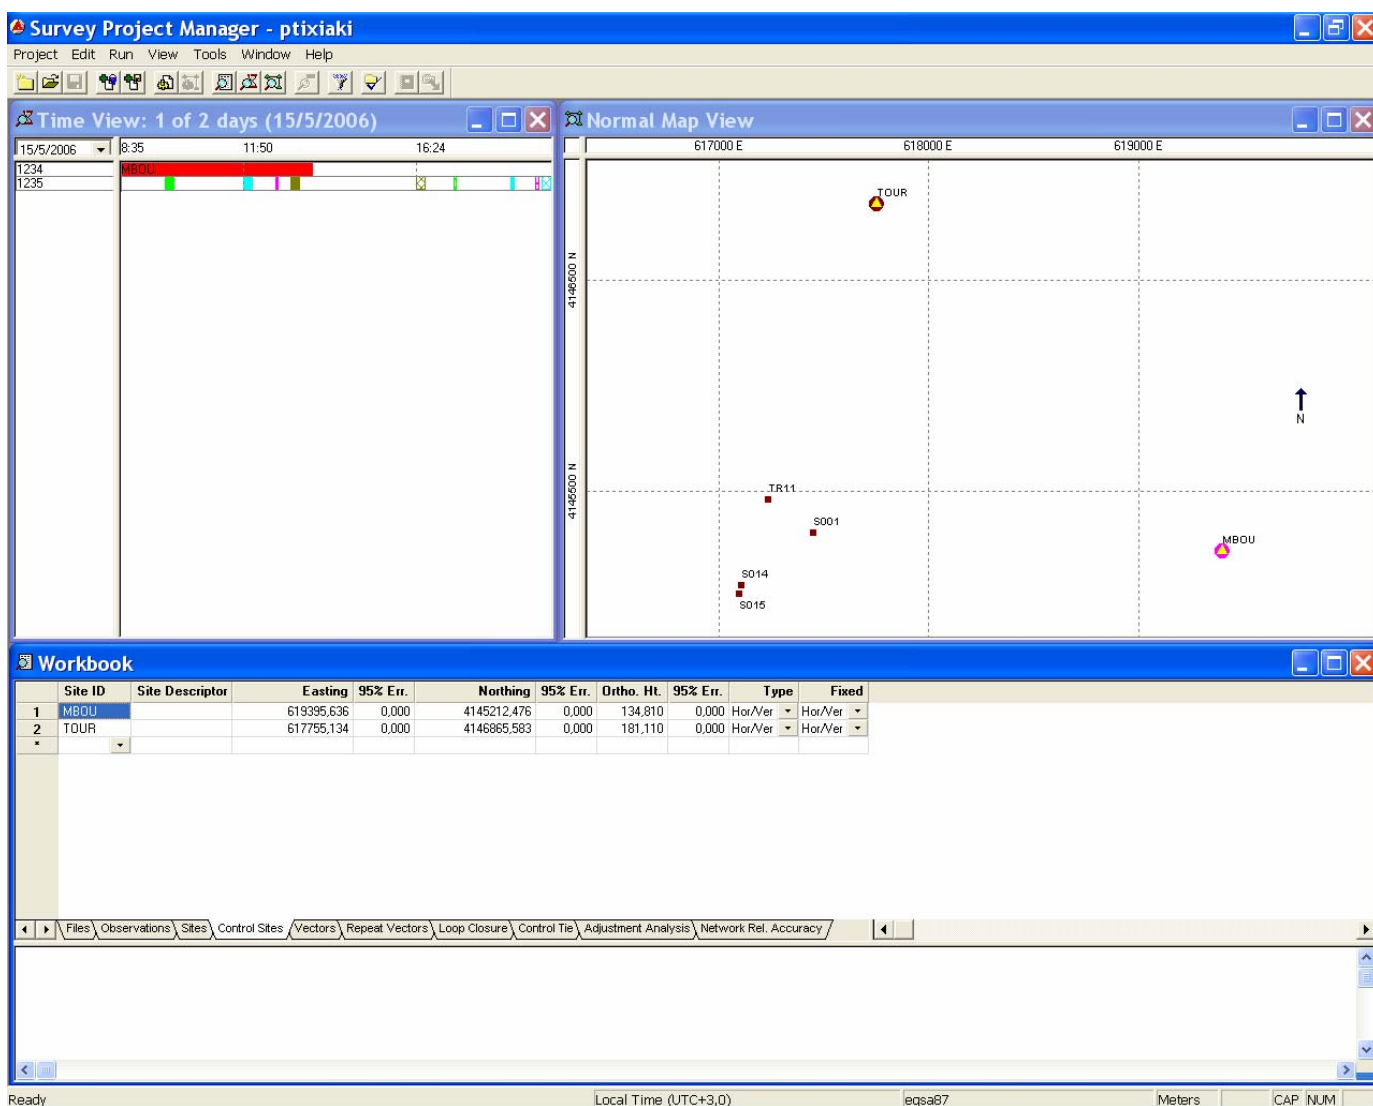 Survey Project Manager - ptixiaki
Project Edit Run View Tools Window Help
Time View: 1 of 2 days (15/5/2006)
15/5/2006 8:35 11:50 16:24
1234 MBOU
1235
Normal Map View
617000 E 618000 E 619000 E
TOUR
4146500 N
N
4145500 N
TR11
S001
MBOU
S014
S015
Workbook
Site ID Site Descriptor Easting 95% Err. Northing 95% Err. Ortho. Ht. 95% Err. Type Fixed
1 MBOU 619395,636 0,000 4145212,476 0,000 134,810 0,000 Hor/Ver Hor/Ver
2 TOUR 617755,134 0,000 4146865,583 0,000 181,110 0,000 Hor/Ver Hor/Ver
*
Files Observations Sites Control Sites Vectors Repeat Vectors Loop Closure Control Tie Adjustment Analysis Network Rel. Accuracy
Ready Local Time (UTC+3,0) egsa87 Meters CAP NUM